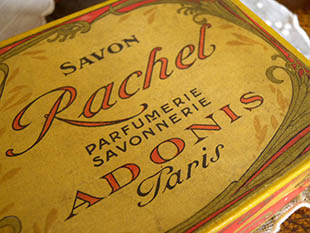 SAVON
Rachel
PARFUMERIE
SAVONNERIE
ADONIS
Paris